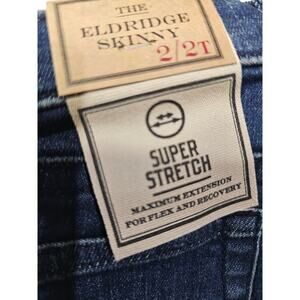 THE
ELDRIDGE
SKINNY
2/2T
SUPER
STRETCH
MAXIMUM EXTENSION
FOR FLEX AND RECOVERY